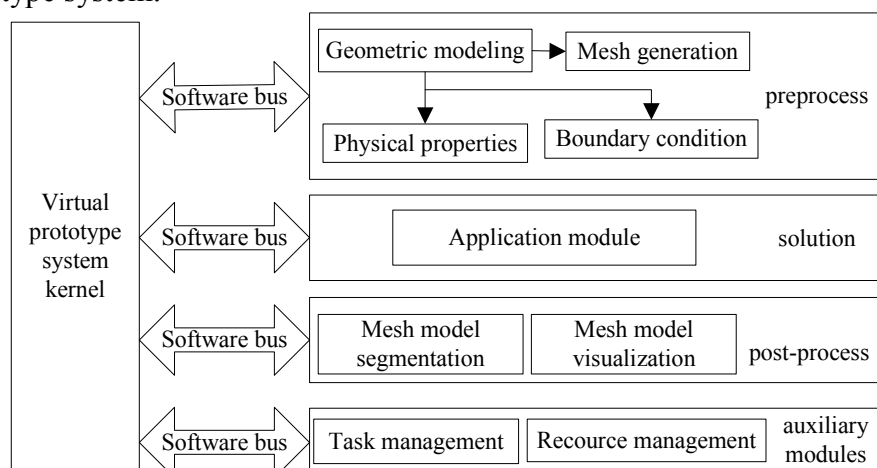 type system.
Geometric modeling
Mesh generation
Software bus
preprocess
Physical properties
Boundary condition
Virtual
prototype
system
kernel
Software bus
Application module
solution
Software bus
Mesh model
segmentation
Mesh model
visualization
post-process
Software bus
Task management
Recource management
auxiliary
modules